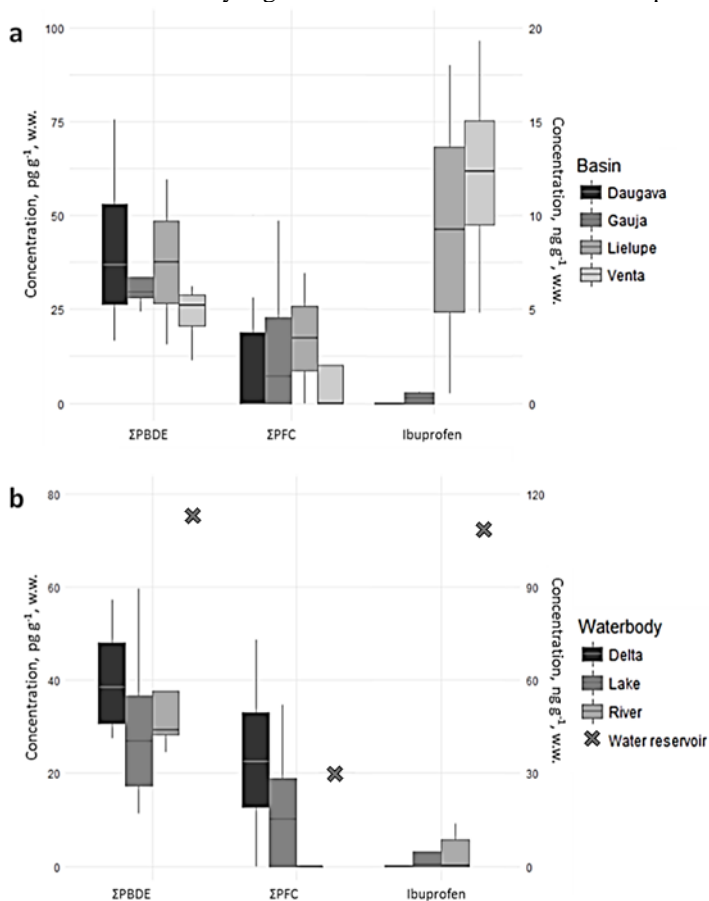 a
100
75
50
25
0
Concentration, pg g⁻¹, w.w.
20
15
10
5
0
Concentration, ng g⁻¹, w.w.
Basin
Daugava
Gauja
Lielupe
Venta
ΣPBDE
ΣPFC
Ibuprofen
b
80
60
40
20
0
Concentration, pg g⁻¹, w.w.
120
90
60
30
0
Concentration, ng g⁻¹, w.w.
Waterbody
Delta
Lake
River
Water reservoir
ΣPBDE
ΣPFC
Ibuprofen